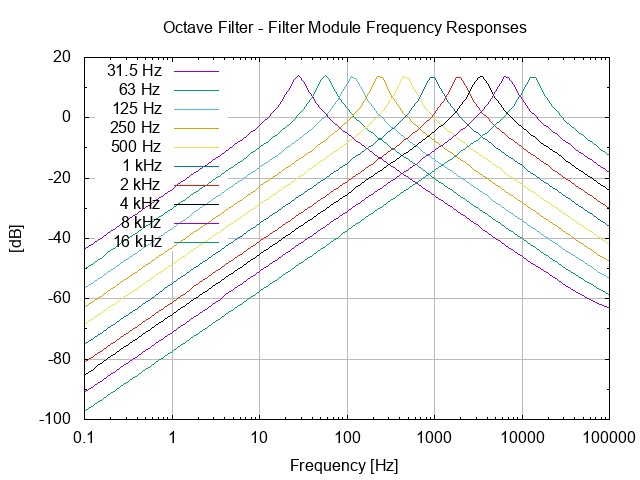 Octave Filter - Filter Module Frequency Responses
20
0
-20
-40
-60
-80
-100
[dB]
31.5 Hz
63 Hz
125 Hz
250 Hz
500 Hz
1 kHz
2 kHz
4 kHz
8 kHz
16 kHz
0.1 1 10 100 1000 10000 100000
Frequency [Hz]